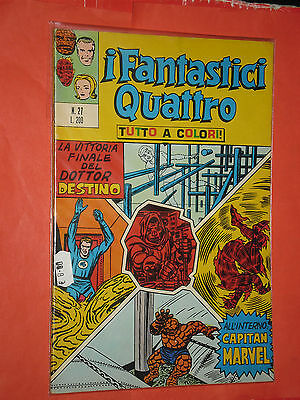 i Fantastici
Quattro
N. 27
L. 200
TUTTO A COLORI!
LA VITTORIA
FINALE
DEL
DOTTOR
DESTINO
ALL'INTERNO
CAPITAN
MARVEL